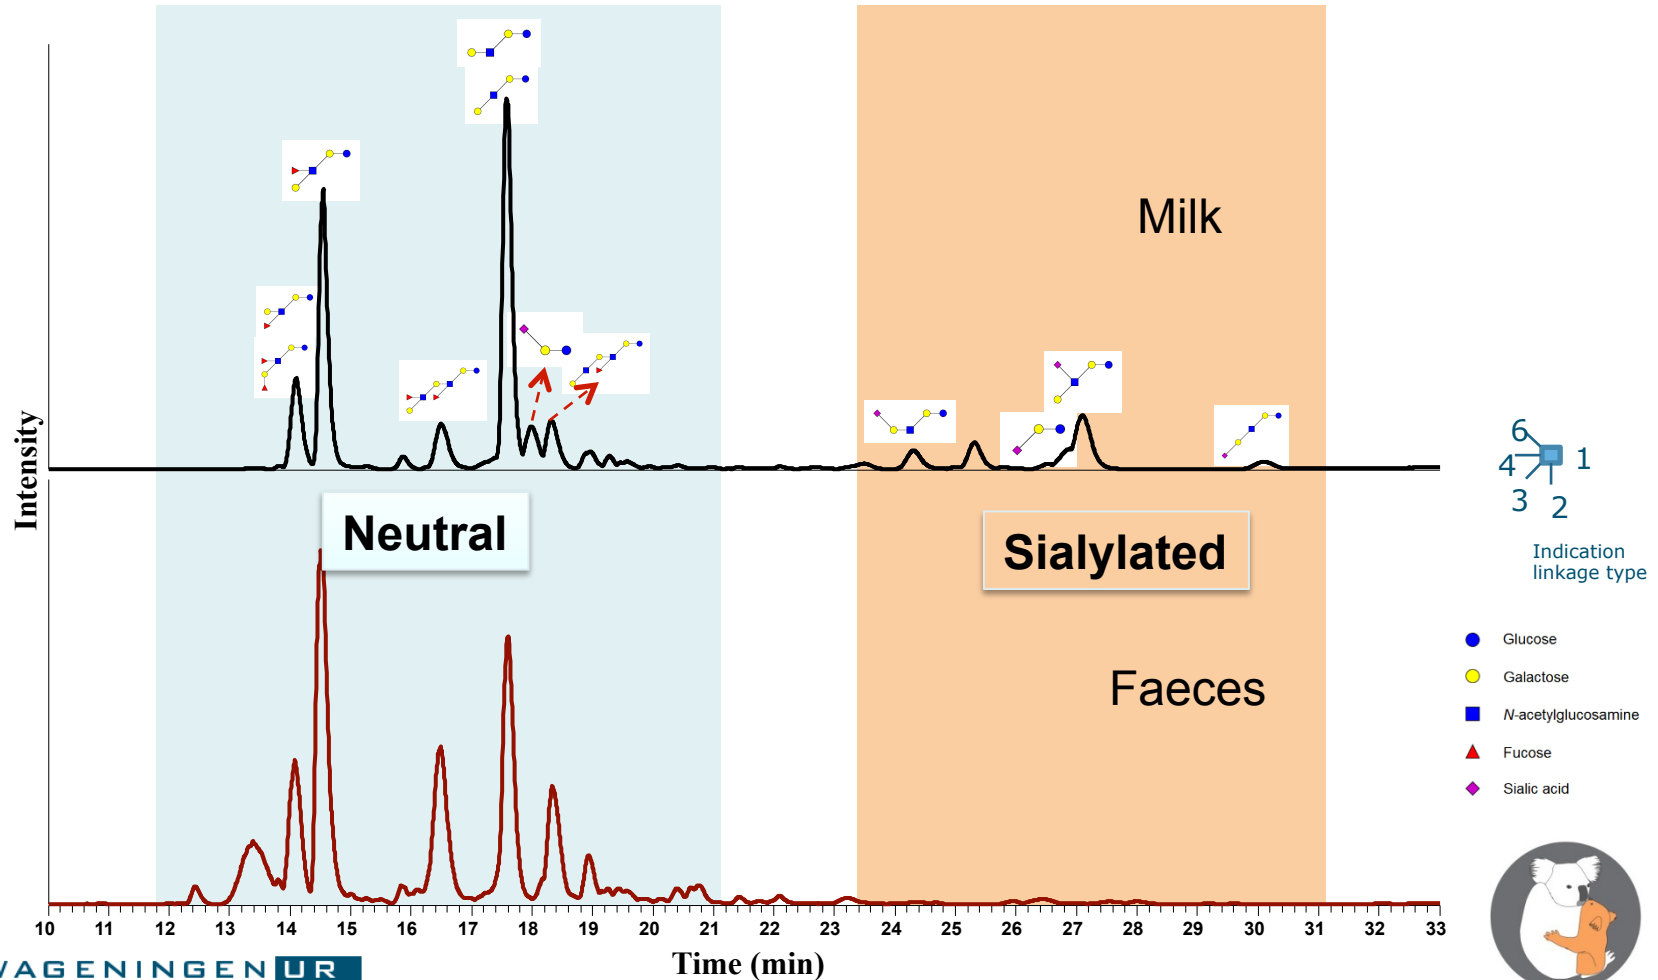 Milk
Intensity
Neutral
Sialylated
Faeces
6
4
1
3
2
Indication
linkage type
Glucose
Galactose
N-acetylglucosamine
Fucose
Sialic acid
10 11 12 13 14 15 16 17 18 19 20 21 22 23 24 25 26 27 28 29 30 31 32 33
Time (min)
WAGENINGEN UR